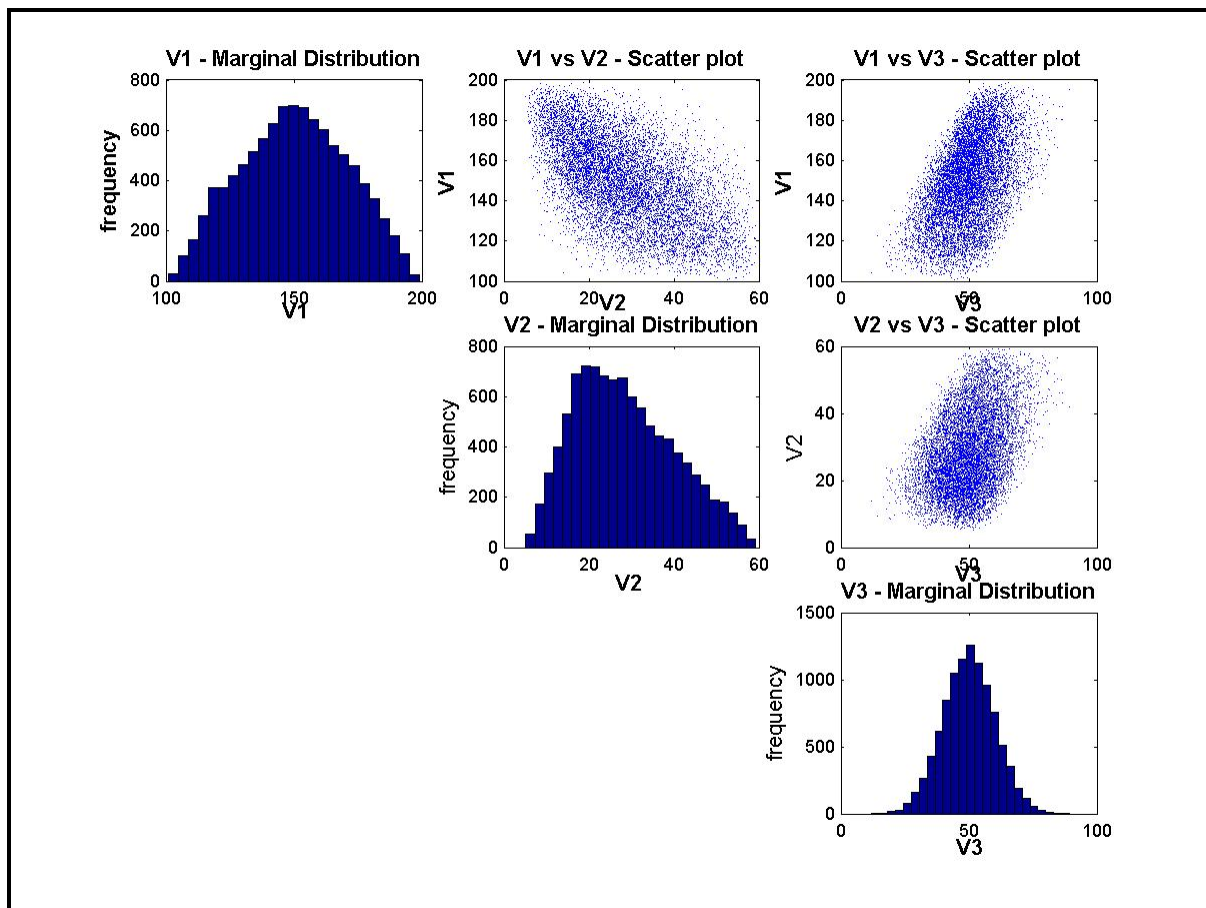 V1 - Marginal Distribution
800
600
400
200
0
frequency
100
150
200
V1
V1 vs V2 - Scatter plot
200
180
160
140
120
100
V1
0
20
40
60
V2
V1 vs V3 - Scatter plot
200
180
160
140
120
100
V1
0
50
100
V3
V2 - Marginal Distribution
800
600
400
200
0
frequency
0
20
40
60
V2
V2 vs V3 - Scatter plot
60
40
20
0
V2
0
50
100
V3
V3 - Marginal Distribution
1500
1000
500
0
frequency
0
50
100
V3